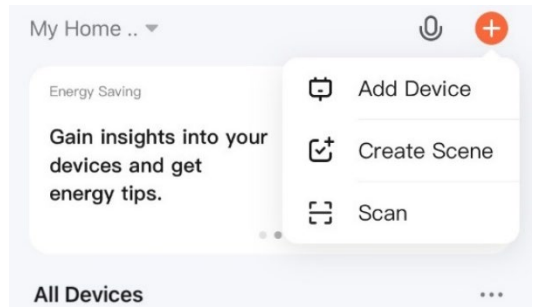 My Home ..
Energy Saving
Gain insights into your
devices and get
energy tips.
Add Device
Create Scene
Scan
All Devices